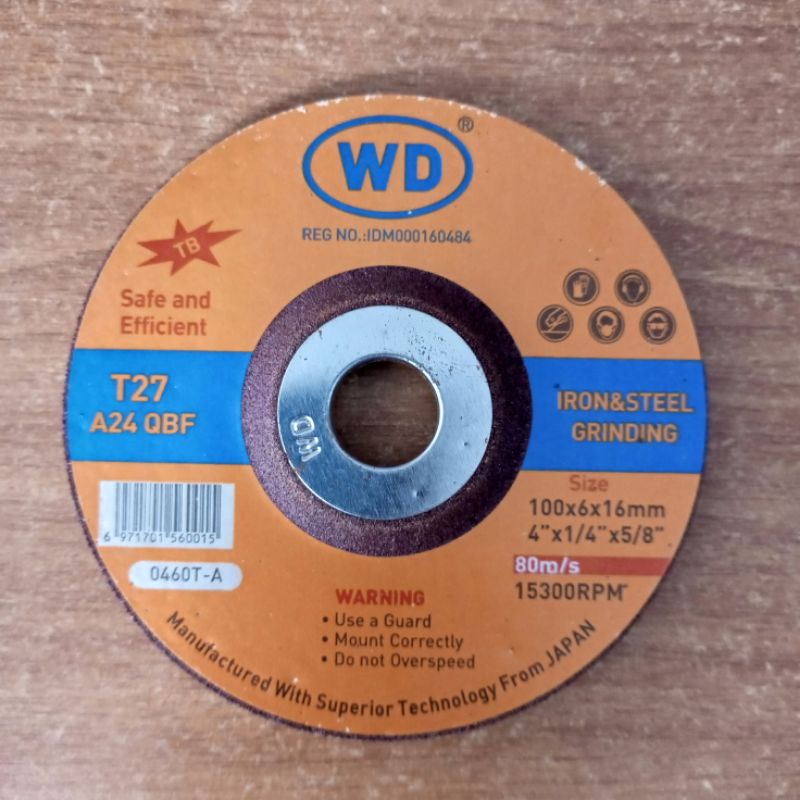 WD®
REG NO.:IDM000160484
TB
Safe and
Efficient
T27
A24 QBF
WD
IRON&STEEL
GRINDING
Size
100x6x16mm
4"x1/4"x5/8"
80m/s
15300RPM
6 971701 560015
0460T-A
WARNING
• Use a Guard
• Mount Correctly
• Do not Overspeed
Manufactured With Superior Technology From JAPAN